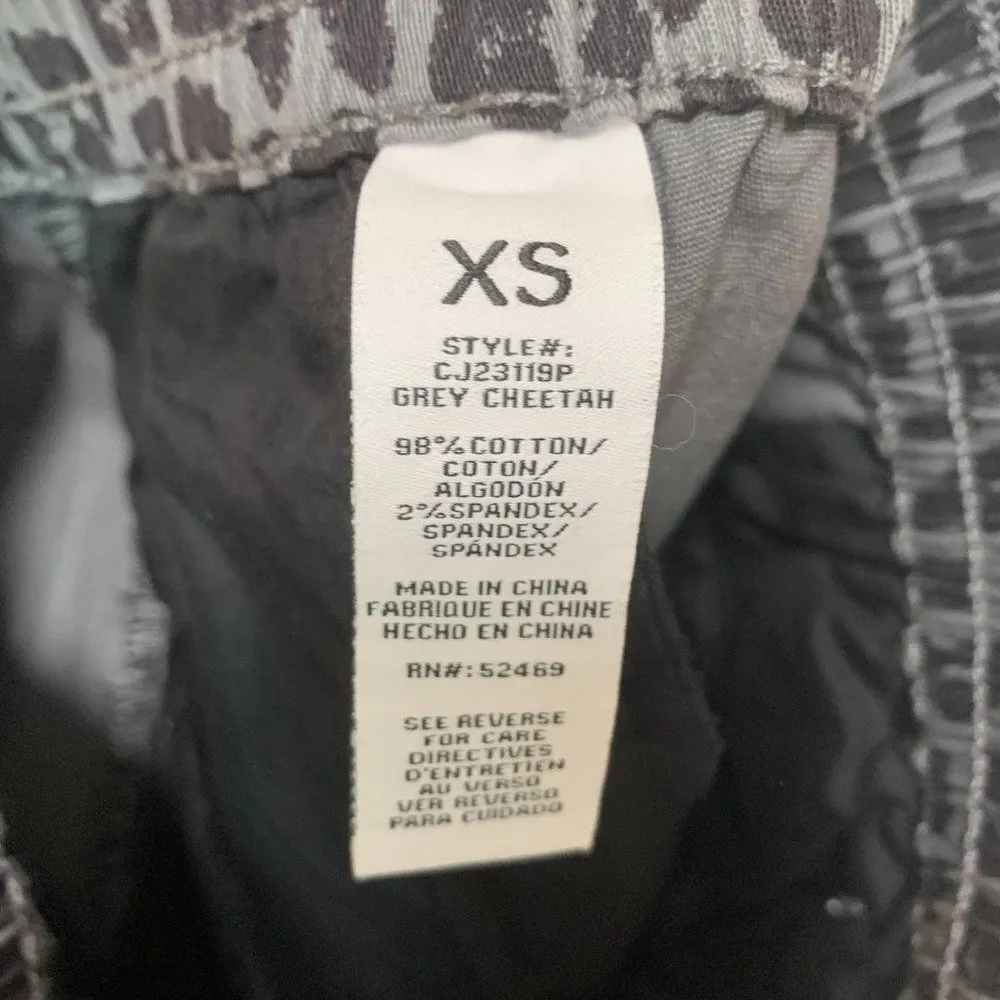 XS
STYLE#:
CJ23119P
GREY CHEETAH
98%COTTON/
COTON/
ALGODÓN
2%SPANDEX/
SPANDEX/
SPÁNDEX
MADE IN CHINA
FABRIQUE EN CHINE
HECHO EN CHINA
RN#:52469
SEE REVERSE
FOR CARE
DIRECTIVES
D'ENTRETIEN
AU VERSO
VER REVERSO
PARA CUIDADO